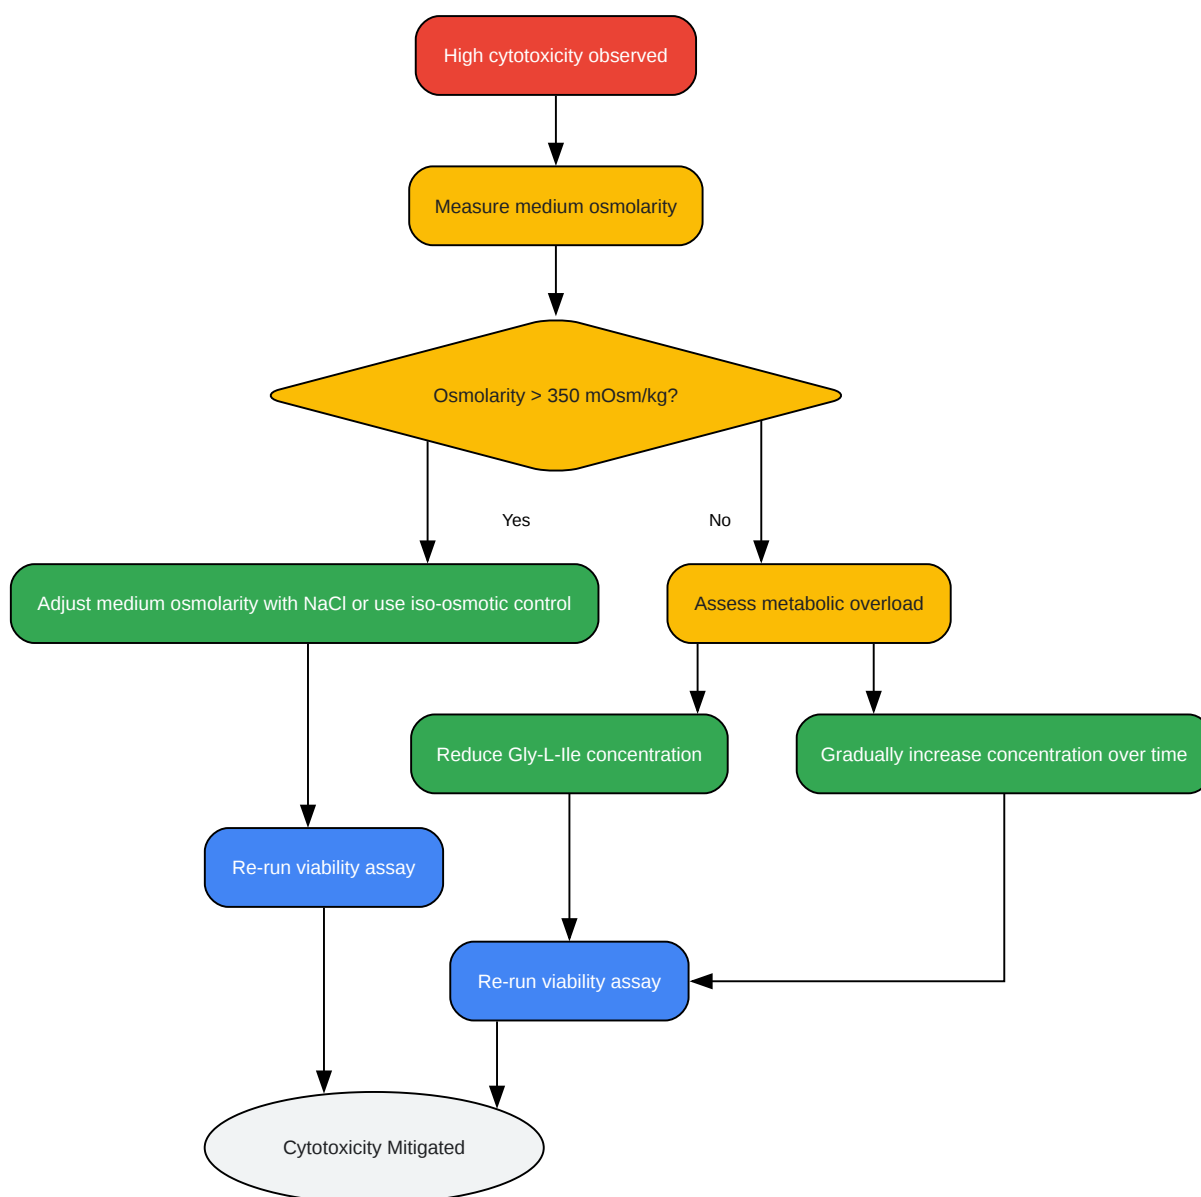 High cytotoxicity observed
Measure medium osmolarity
Osmolarity > 350 mOsm/kg?
Yes
No
Adjust medium osmolarity with NaCl or use iso-osmotic control
Assess metabolic overload
Reduce Gly-L-Ile concentration
Gradually increase concentration over time
Re-run viability assay
Re-run viability assay
Cytotoxicity Mitigated